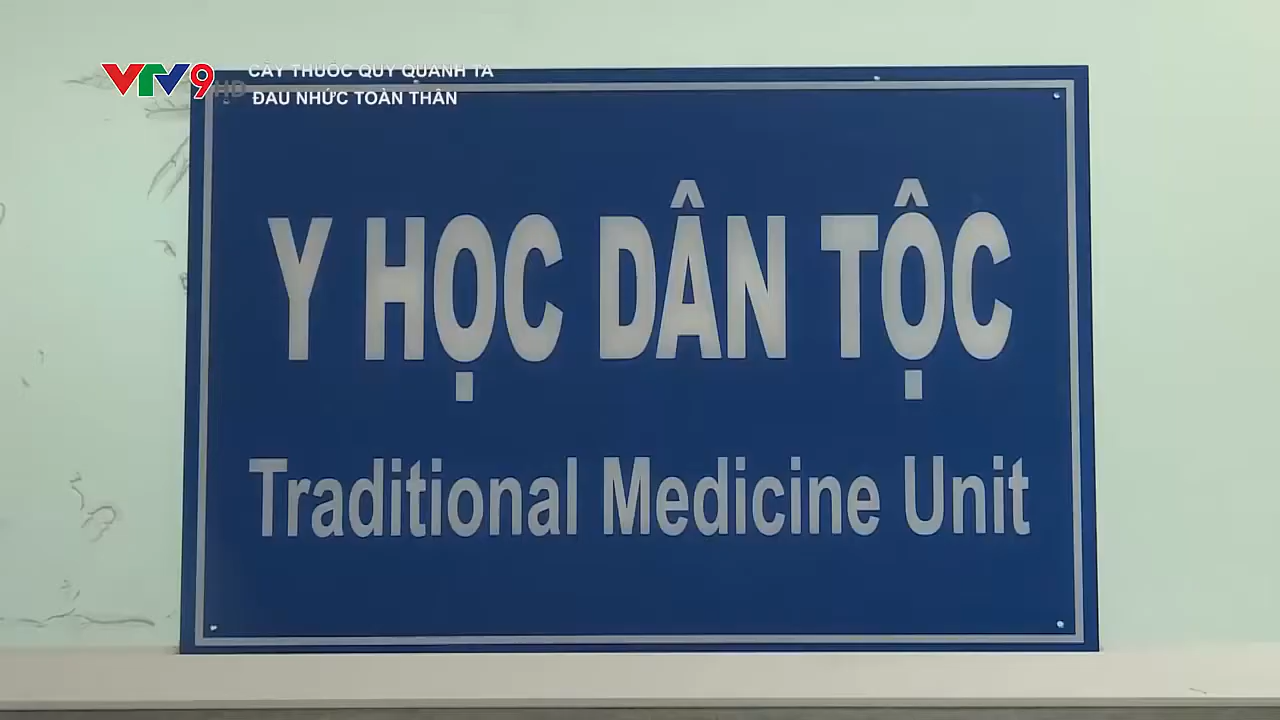 VTV9
HD
CÂY THUỐC QUÝ QUANH TA
ĐAU NHỨC TOÀN THÂN
Y HỌC DÂN TỘC
Traditional Medicine Unit